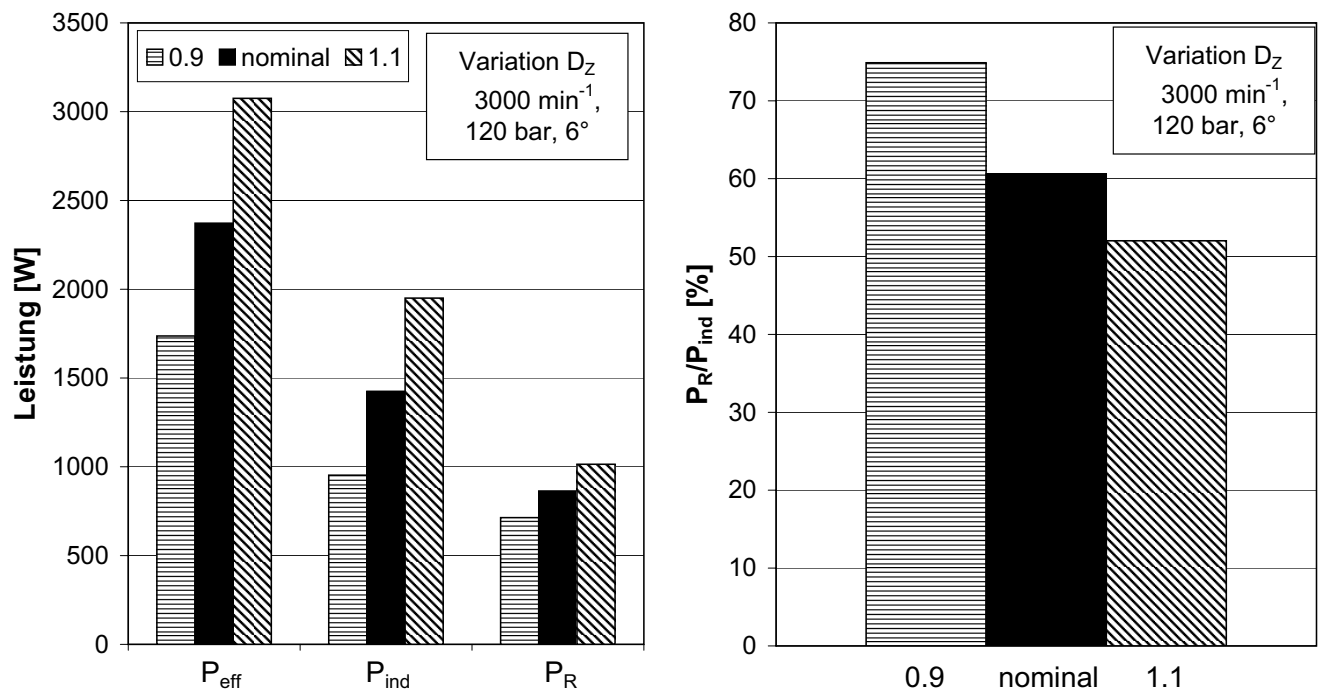 3500
3000
2500
2000
1500
1000
500
0
Leistung [W]
0.9 nominal 1.1
Variation D_Z
3000 min⁻¹,
120 bar, 6°
P_eff P_ind P_R
80
70
60
50
40
30
20
10
0
P_R/P_ind [%]
Variation D_Z
3000 min⁻¹,
120 bar, 6°
0.9 nominal 1.1